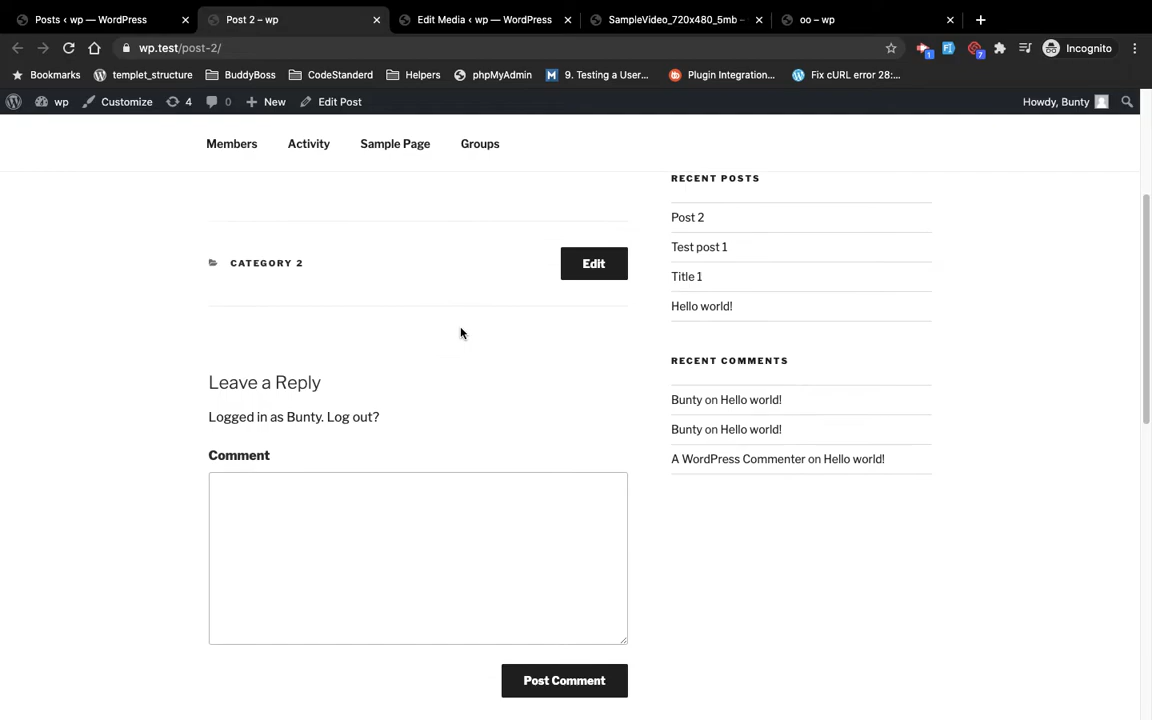 Posts ‹ wp — WordPress
Post 2 – wp
Edit Media ‹ wp — WordPress
SampleVideo_720x480_5mb –
oo – wp
wp.test/post-2/
1
7
Incognito
Bookmarks
templet_structure
BuddyBoss
CodeStanderd
Helpers
phpMyAdmin
9. Testing a User...
Plugin Integration...
Fix cURL error 28:...
wp
Customize
4
0
New
Edit Post
Howdy, Bunty
Members
Activity
Sample Page
Groups
CATEGORY 2
Edit
Leave a Reply
Logged in as Bunty. Log out?
Comment
Post Comment
RECENT POSTS
Post 2
Test post 1
Title 1
Hello world!
RECENT COMMENTS
Bunty on Hello world!
Bunty on Hello world!
A WordPress Commenter on Hello world!